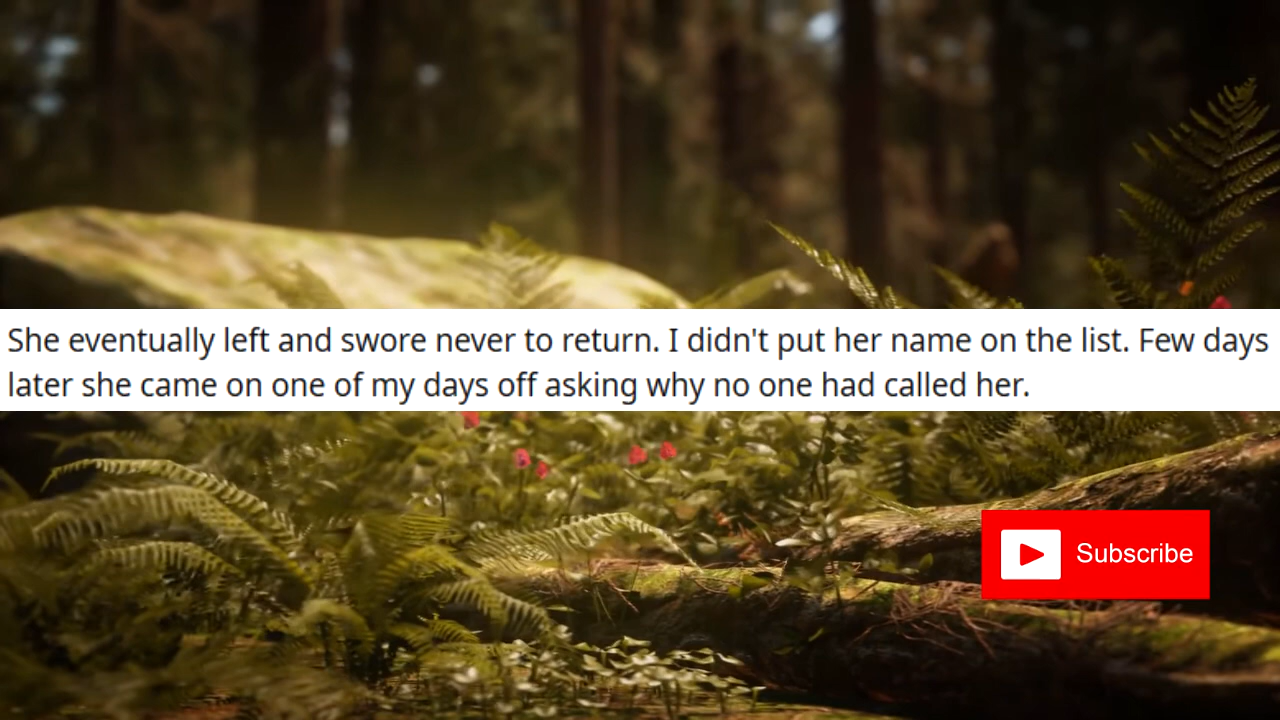 She eventually left and swore never to return. I didn't put her name on the list. Few days
later she came on one of my days off asking why no one had called her.
Subscribe